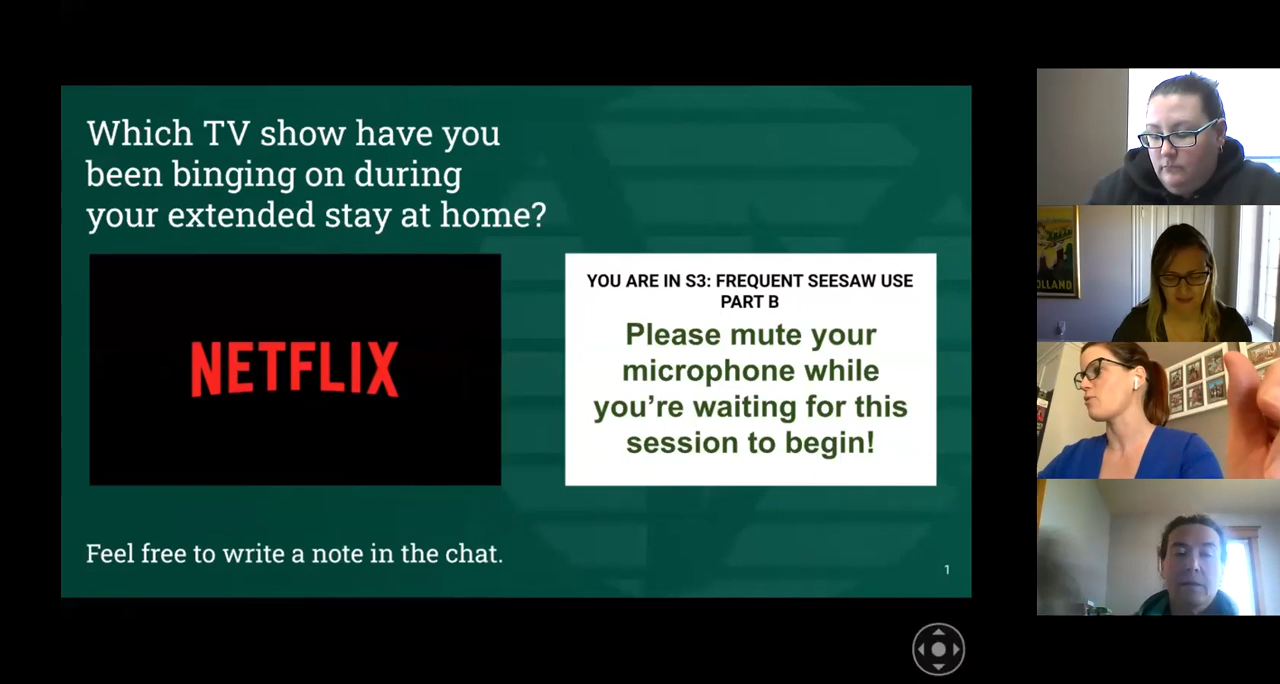 Which TV show have you
been binging on during
your extended stay at home?
NETFLIX
YOU ARE IN S3: FREQUENT SEESAW USE
PART B
Please mute your
microphone while
you're waiting for this
session to begin!
Feel free to write a note in the chat.
1
OLLAND